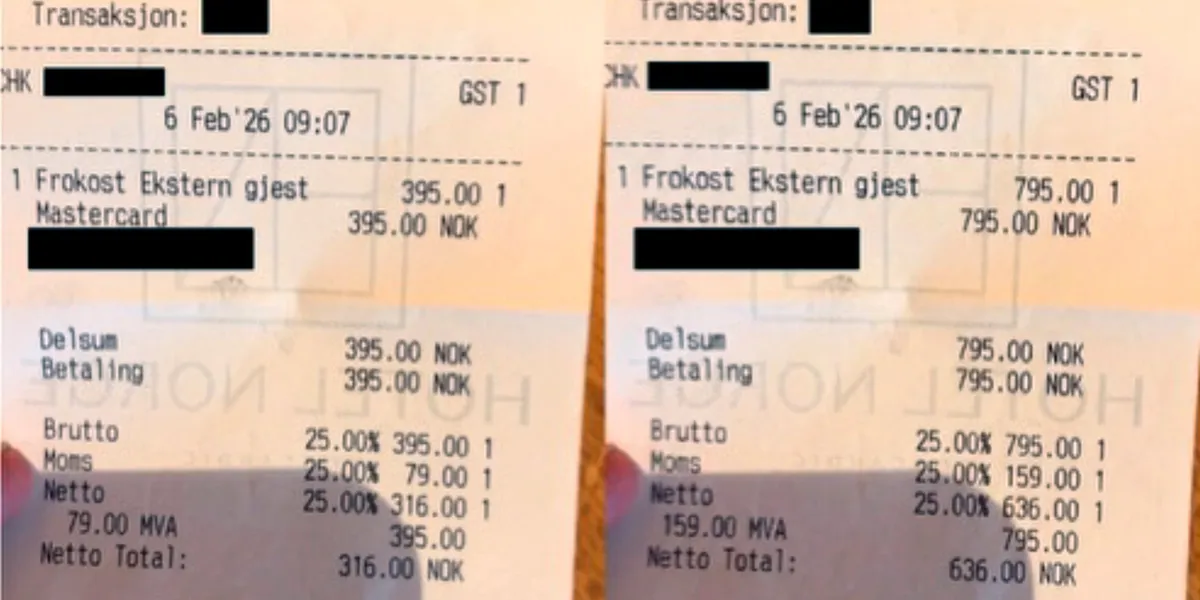 Transaksjon:
CHK
GST 1
6 Feb'26 09:07
1 Frokost Ekstern gjest 395.00 1
Mastercard 395.00 NOK
Delsum 395.00 NOK
Betaling 395.00 NOK
HOTEL NORGE
Brutto 25.00% 395.00 1
Moms 25.00% 79.00 1
Netto 25.00% 316.00 1
79.00 MVA 395.00
Netto Total: 316.00 NOK
Transaksjon:
CHK
GST 1
6 Feb'26 09:07
1 Frokost Ekstern gjest 795.00 1
Mastercard 795.00 NOK
Delsum 795.00 NOK
Betaling 795.00 NOK
HOTEL NORGE
Brutto 25.00% 795.00 1
Moms 25.00% 159.00 1
Netto 25.00% 636.00 1
159.00 MVA 795.00
Netto Total: 636.00 NOK